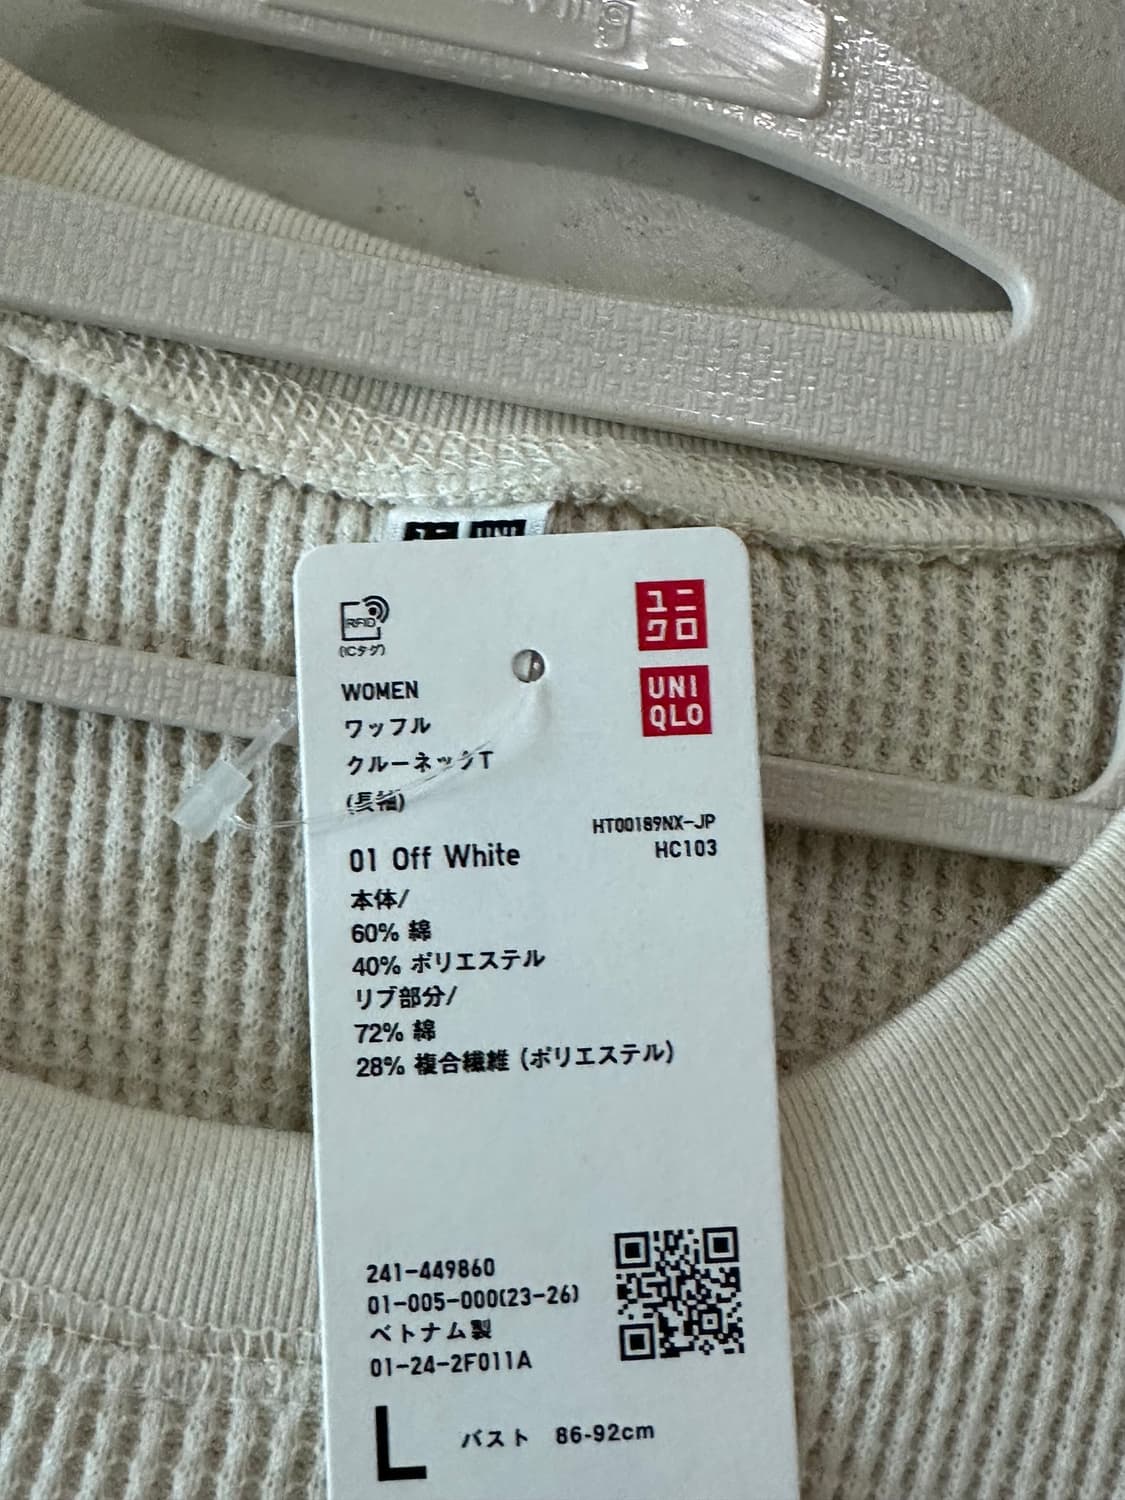 RFID
(ICタグ)
ユニ
クロ
UNI
QLO
WOMEN
ワッフル
クルーネックT
(長袖)
HT00189NX-JP
01 Off White
HC103
本体/
60% 綿
40% ポリエステル
リブ部分/
72% 綿
28% 複合繊維 (ポリエステル)
241-449860
01-005-000(23-26)
ベトナム製
01-24-2F011A
L バスト 86-92cm